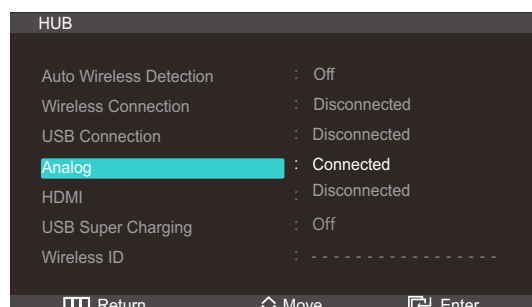 HUB
Auto Wireless Detection : Off
Wireless Connection : Disconnected
USB Connection : Disconnected
Analog : Connected
HDMI : Disconnected
USB Super Charging : Off
Wireless ID : - - - - - - - - - - - - - - - - - -
Return Move Enter